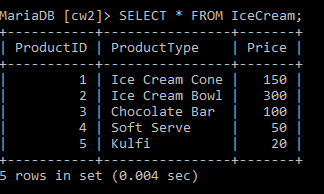 MariaDB [cw2]> SELECT * FROM IceCream;
+-----------+----------------+-------+
| ProductID | ProductType    | Price |
+-----------+----------------+-------+
|         1 | Ice Cream Cone |   150 |
|         2 | Ice Cream Bowl |   300 |
|         3 | Chocolate Bar  |   100 |
|         4 | Soft Serve     |    50 |
|         5 | Kulfi          |    20 |
+-----------+----------------+-------+
5 rows in set (0.004 sec)